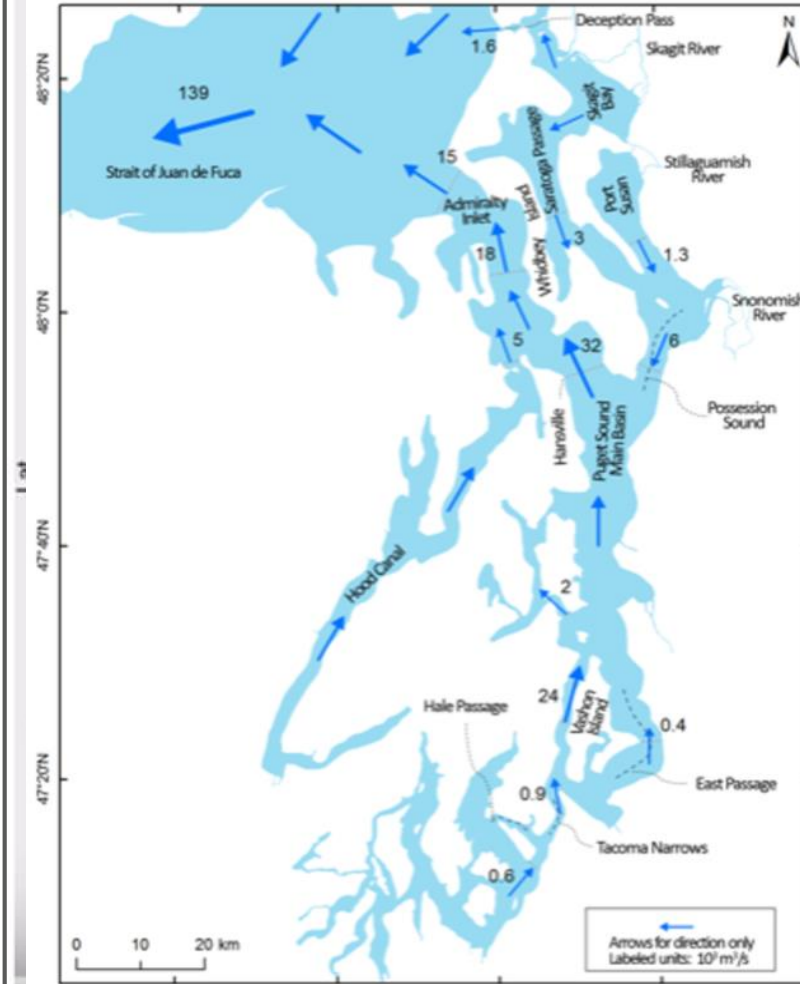 Deception Pass
N
1.6
Skagit River
48°20'N
139
Skagit
Bay
Saratoga Passage
15
Stillaguamish
River
Strait of Juan de Fuca
Port
Susan
Admiralty
Inlet
Whidbey Island
3
18
1.3
48°0'N
Snonomish
River
5
32
6
Possession
Sound
Hansville
Puget Sound
Main Basin
Lat
47°40'N
Hood Canal
2
24
Vashon
Island
Hale Passage
0.4
47°20'N
0.9
East Passage
Tacoma Narrows
0.6
0 10 20 km
Arrows for direction only
Labeled units: 10³ m³/s